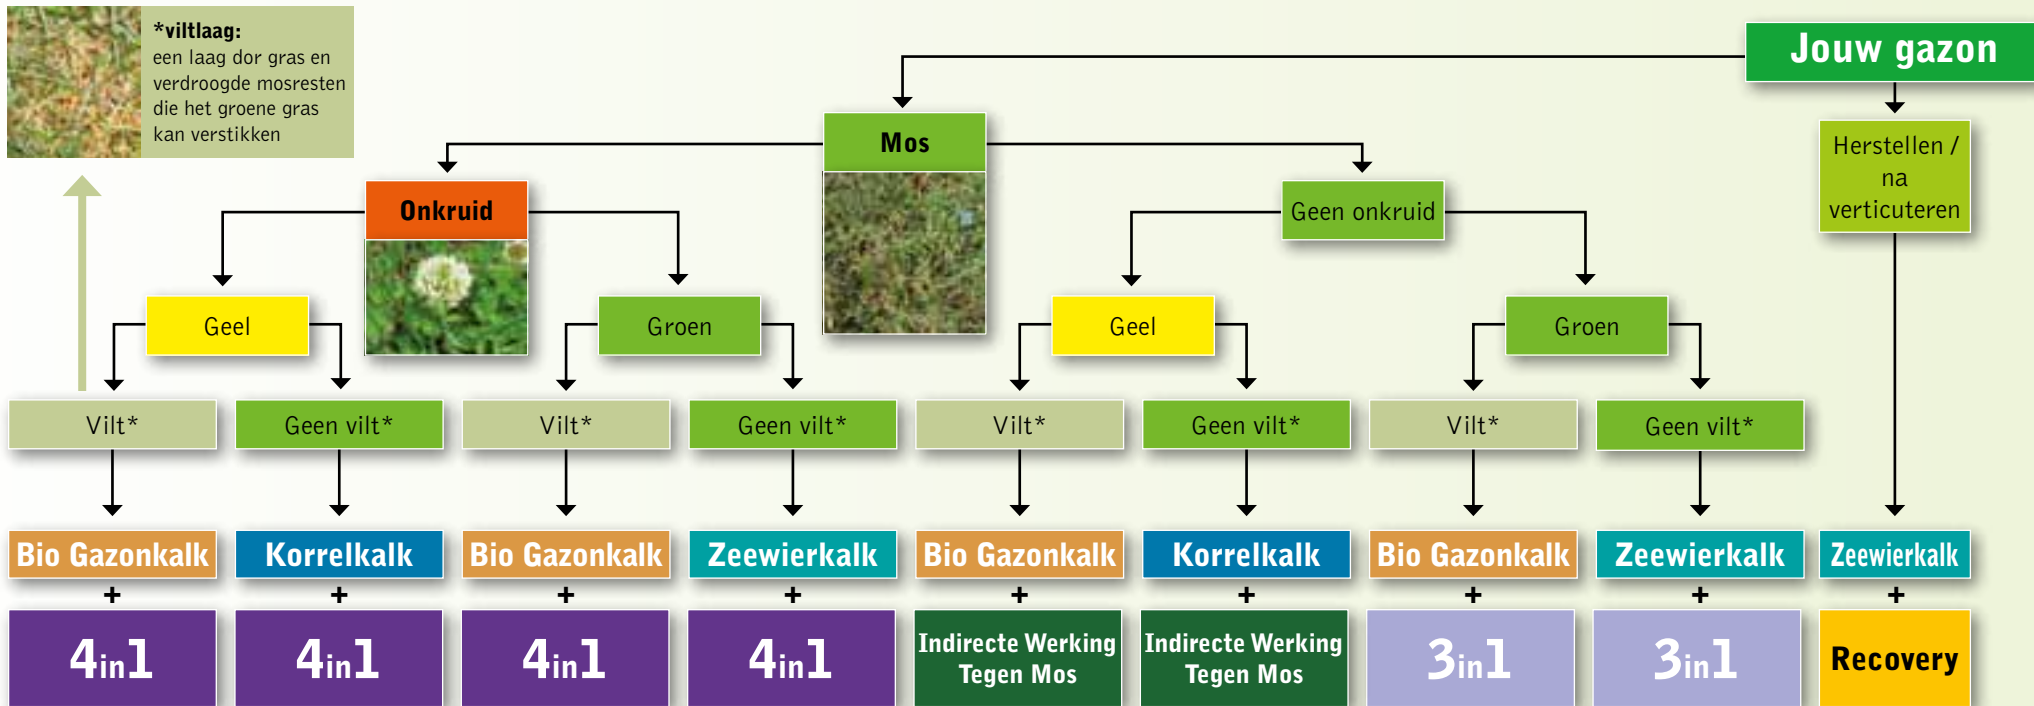 *viltlaag:
een laag dor gras en
verdroogde mosresten
die het groene gras
kan verstikken
Jouw gazon
Mos
Herstellen /
na
verticuteren
Onkruid
Geen onkruid
Geel
Groen
Geel
Groen
Vilt*
Geen vilt*
Vilt*
Geen vilt*
Vilt*
Geen vilt*
Vilt*
Geen vilt*
Bio Gazonkalk
Korrelkalk
Bio Gazonkalk
Zeewierkalk
Bio Gazonkalk
Korrelkalk
Bio Gazonkalk
Zeewierkalk
Zeewierkalk
+
+
+
+
+
+
+
+
+
4in1
4in1
4in1
4in1
Indirecte Werking
Tegen Mos
Indirecte Werking
Tegen Mos
3in1
3in1
Recovery